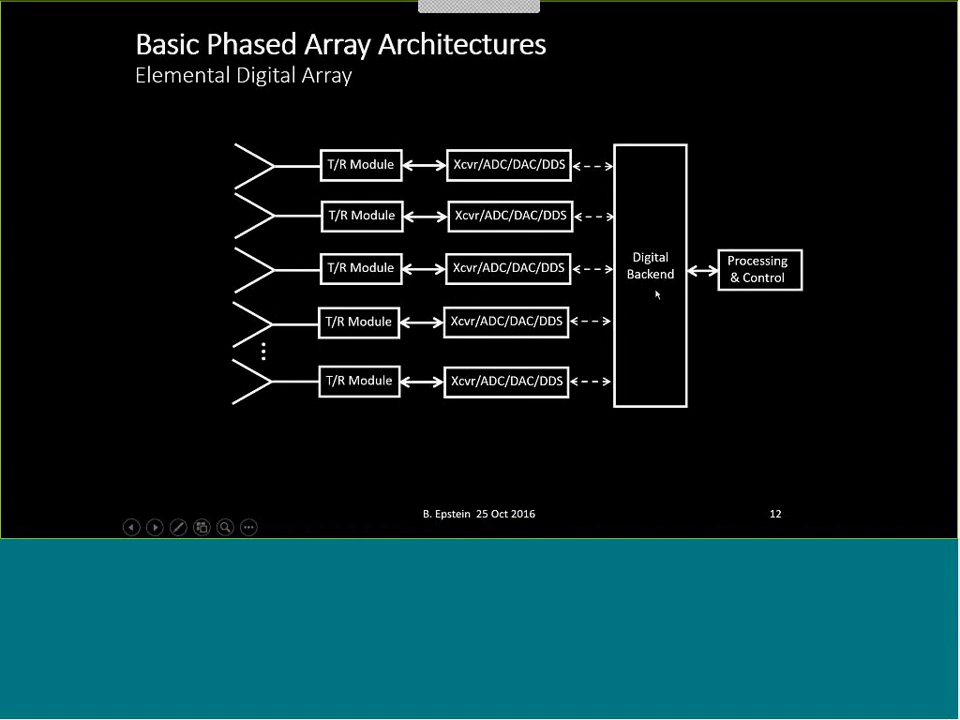 Basic Phased Array Architectures
Elemental Digital Array
T/R Module Xcvr/ADC/DAC/DDS
T/R Module Xcvr/ADC/DAC/DDS
T/R Module Xcvr/ADC/DAC/DDS
T/R Module Xcvr/ADC/DAC/DDS
T/R Module Xcvr/ADC/DAC/DDS
Digital
Backend
Processing
& Control
B. Epstein 25 Oct 2016
12